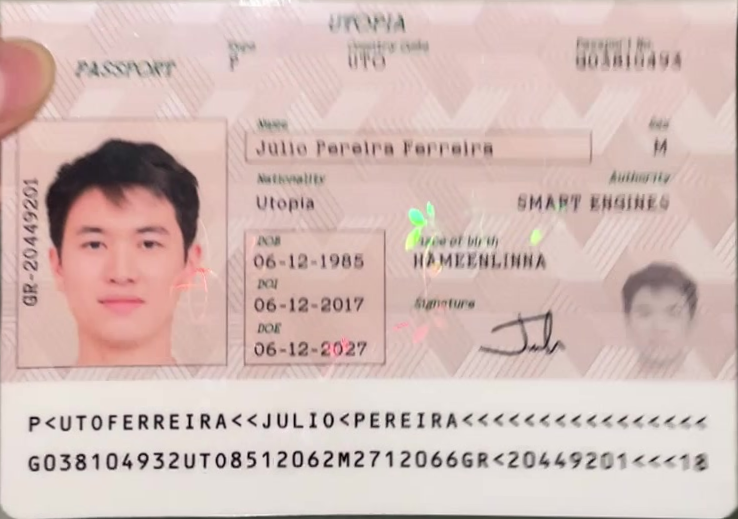 UTOPIA
PASSPORT
Type
P
Country Code
UTO
Passport No.
G03810493
Name
Julio Pereira Ferreira
Sex
M
Nationality
Utopia
Authority
SMART ENGINES
GR-20449201
DOB
06-12-1985
DOI
06-12-2017
DOE
06-12-2027
Place of birth
HAMEENLINNA
Signature
P<UTOFERREIRA<<JULIO<PEREIRA<<<<<<<<<<<<<<<<
G038104932UTO8512062M2712066GR<20449201<<<18